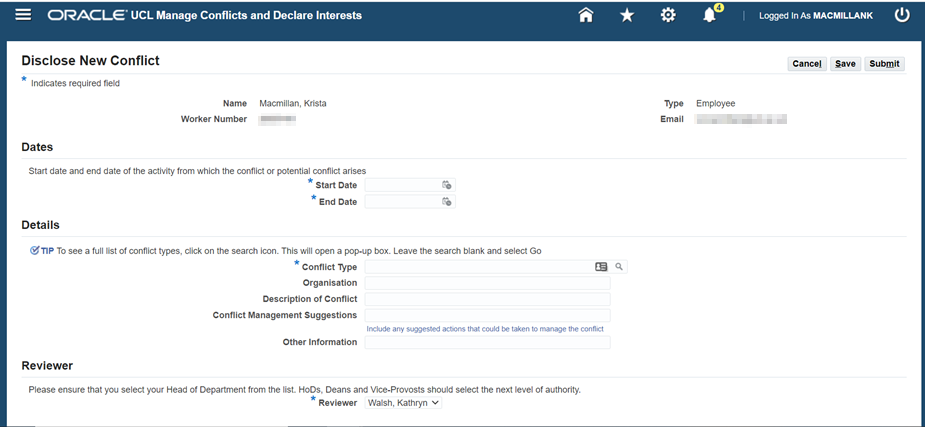 ORACLE® UCL Manage Conflicts and Declare Interests
4
Logged In As MACMILLANK
Disclose New Conflict
Cancel Save Submit
* Indicates required field
Name Macmillan, Krista Type Employee
Worker Number Email
Dates
Start date and end date of the activity from which the conflict or potential conflict arises
* Start Date
* End Date
Details
TIP To see a full list of conflict types, click on the search icon. This will open a pop-up box. Leave the search blank and select Go
* Conflict Type
Organisation
Description of Conflict
Conflict Management Suggestions
Include any suggested actions that could be taken to manage the conflict
Other Information
Reviewer
Please ensure that you select your Head of Department from the list. HoDs, Deans and Vice-Provosts should select the next level of authority.
* Reviewer Walsh, Kathryn